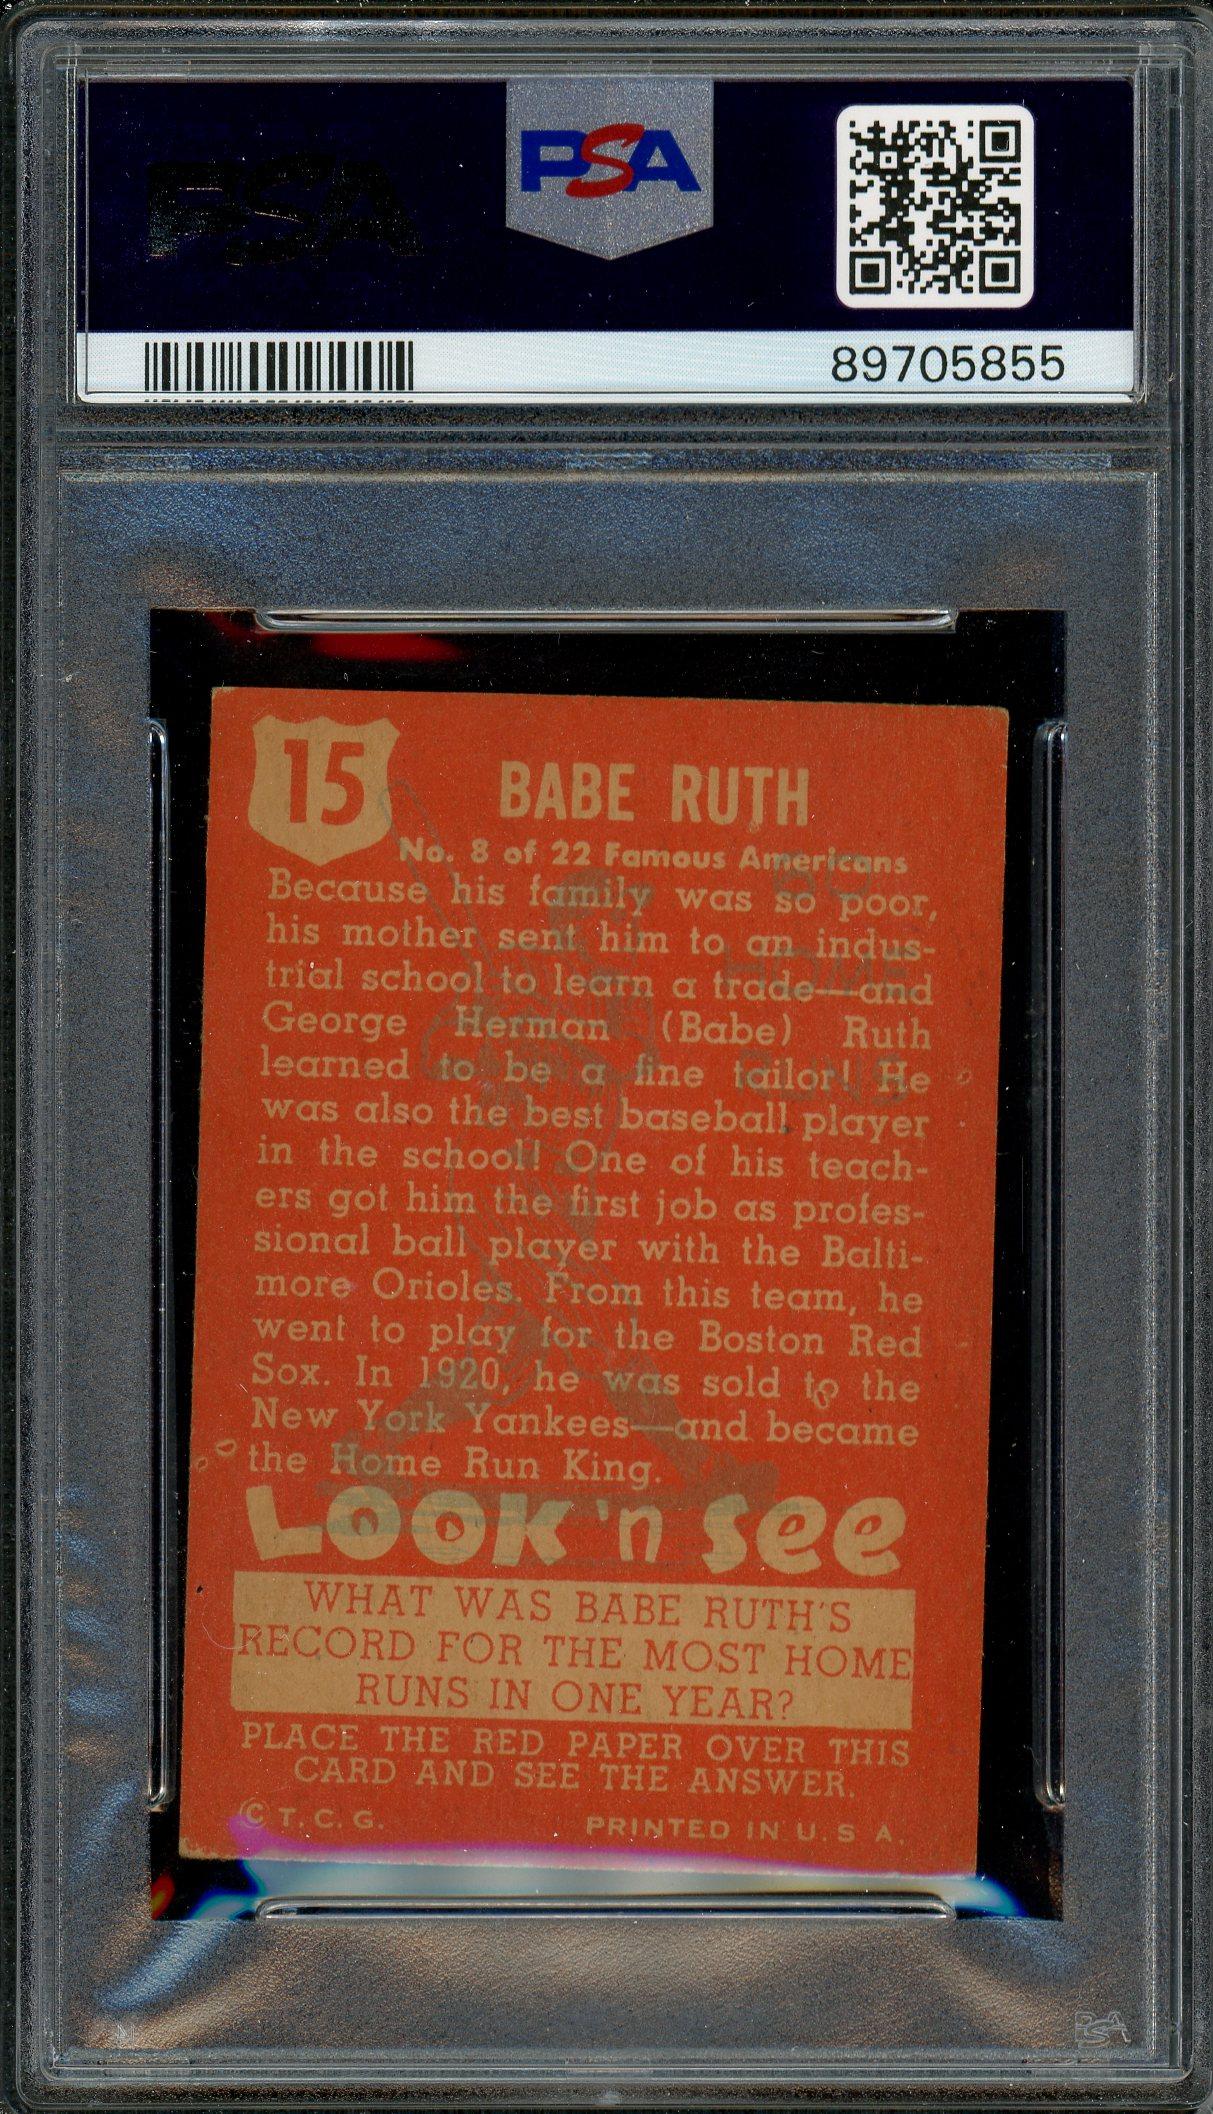 PSA
PSA
89705855
15
BABE RUTH
No. 8 of 22 Famous Americans
Because his family was so poor,
his mother sent him to an indus-
trial school to learn a trade—and
George Herman (Babe) Ruth
learned to be a fine tailor! He
was also the best baseball player
in the school! One of his teach-
ers got him the first job as profes-
sional ball player with the Balti-
more Orioles. From this team, he
went to play for the Boston Red
Sox. In 1920, he was sold to the
New York Yankees—and became
the Home Run King.
60
HOME
RUNS
LOOK 'n SEE
WHAT WAS BABE RUTH'S
RECORD FOR THE MOST HOME
RUNS IN ONE YEAR?
PLACE THE RED PAPER OVER THIS
CARD AND SEE THE ANSWER.
© T. C. G. PRINTED IN U. S A.
PSA